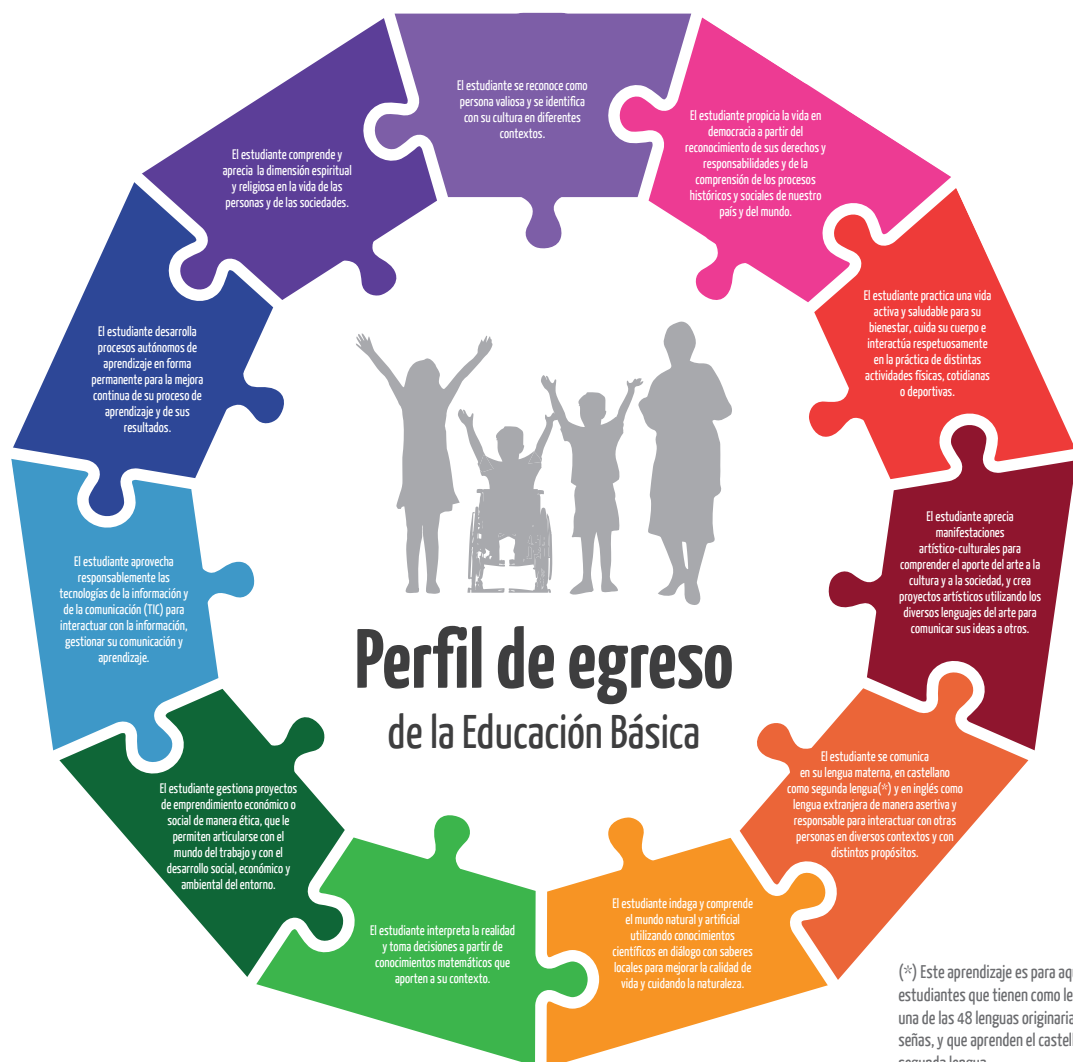 El estudiante se reconoce como
persona valiosa y se identifica
con su cultura en diferentes
contextos.
El estudiante propicia la vida en
democracia a partir del
reconocimiento de sus derechos y
responsabilidades y de la
comprensión de los procesos
históricos y sociales de nuestro
país y del mundo.
El estudiante practica una vida
activa y saludable para su
bienestar, cuida su cuerpo e
interactúa respetuosamente
en la práctica de distintas
actividades físicas, cotidianas
o deportivas.
El estudiante aprecia
manifestaciones
artístico-culturales para
comprender el aporte del arte a la
cultura y a la sociedad, y crea
proyectos artísticos utilizando los
diversos lenguajes del arte para
comunicar sus ideas a otros.
El estudiante se comunica
en su lengua materna, en castellano
como segunda lengua(*) y en inglés como
lengua extranjera de manera asertiva y
responsable para interactuar con otras
personas en diversos contextos y con
distintos propósitos.
El estudiante indaga y comprende
el mundo natural y artificial
utilizando conocimientos
científicos en diálogo con saberes
locales para mejorar la calidad de
vida y cuidando la naturaleza.
El estudiante interpreta la realidad
y toma decisiones a partir de
conocimientos matemáticos que
aporten a su contexto.
El estudiante gestiona proyectos
de emprendimiento económico o
social de manera ética, que le
permiten articularse con el
mundo del trabajo y con el
desarrollo social, económico y
ambiental del entorno.
El estudiante aprovecha
responsablemente las
tecnologías de la información y
de la comunicación (TIC) para
interactuar con la información,
gestionar su comunicación y
aprendizaje.
El estudiante desarrolla
procesos autónomos de
aprendizaje en forma
permanente para la mejora
continua de su proceso de
aprendizaje y de sus
resultados.
El estudiante comprende y
aprecia la dimensión espiritual
y religiosa en la vida de las
personas y de las sociedades.
Perfil de egreso
de la Educación Básica
(*) Este aprendizaje es para
estudiantes que tienen como
una de las 48 lenguas
señas, y que aprenden el
segunda lengua